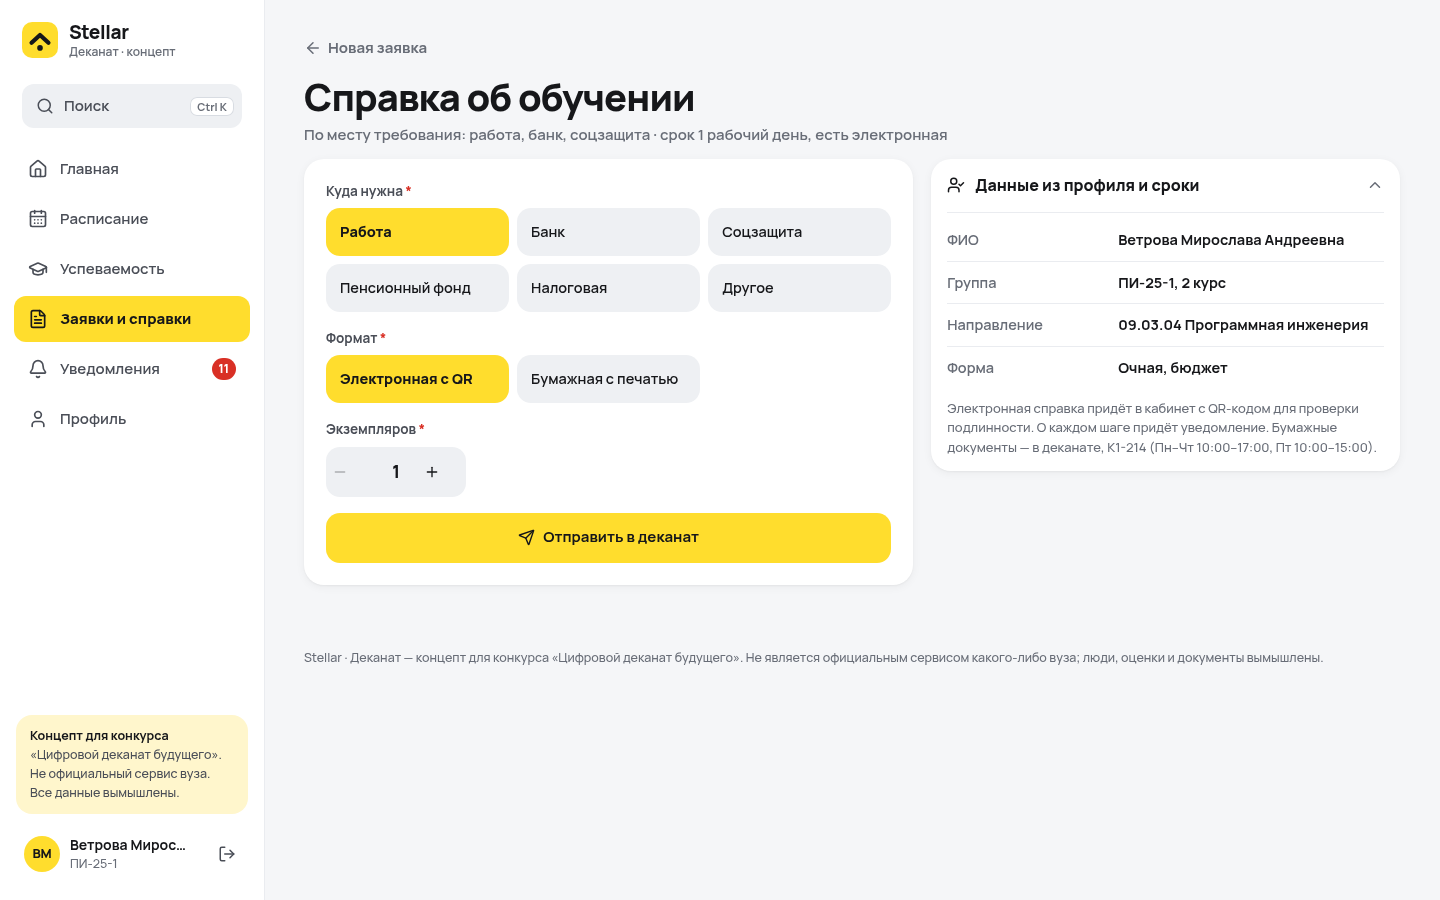 Stellar
Деканат · концепт
Поиск
Ctrl K
Главная
Расписание
Успеваемость
Заявки и справки
Уведомления
11
Профиль
Концепт для конкурса
«Цифровой деканат будущего».
Не официальный сервис вуза.
Все данные вымышлены.
ВМ
Ветрова Мирос...
ПИ-25-1
Новая заявка
Справка об обучении
По месту требования: работа, банк, соцзащита · срок 1 рабочий день, есть электронная
Куда нужна *
Работа
Банк
Соцзащита
Пенсионный фонд
Налоговая
Другое
Формат *
Электронная с QR
Бумажная с печатью
Экземпляров *
− 1 +
Отправить в деканат
Данные из профиля и сроки
ФИО Ветрова Мирослава Андреевна
Группа ПИ-25-1, 2 курс
Направление 09.03.04 Программная инженерия
Форма Очная, бюджет
Электронная справка придёт в кабинет с QR-кодом для проверки
подлинности. О каждом шаге придёт уведомление. Бумажные
документы — в деканате, К1-214 (Пн–Чт 10:00–17:00, Пт 10:00–15:00).
Stellar · Деканат — концепт для конкурса «Цифровой деканат будущего». Не является официальным сервисом какого-либо вуза; люди, оценки и документы вымышлены.